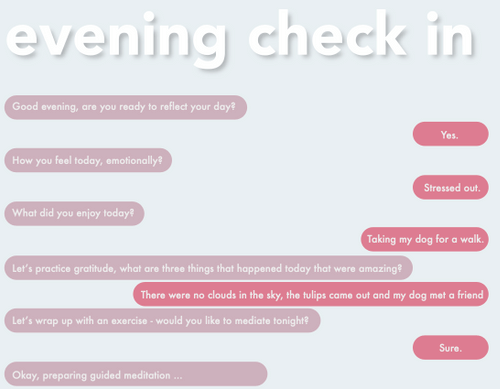 evening check in
Good evening, are you ready to reflect your day?
Yes.
How you feel today, emotionally?
Stressed out.
What did you enjoy today?
Taking my dog for a walk.
Let's practice gratitude, what are three things that happened today that were amazing?
There were no clouds in the sky, the tulips came out and my dog met a friend
Let's wrap up with an exercise - would you like to mediate tonight?
Sure.
Okay, preparing guided meditation ...